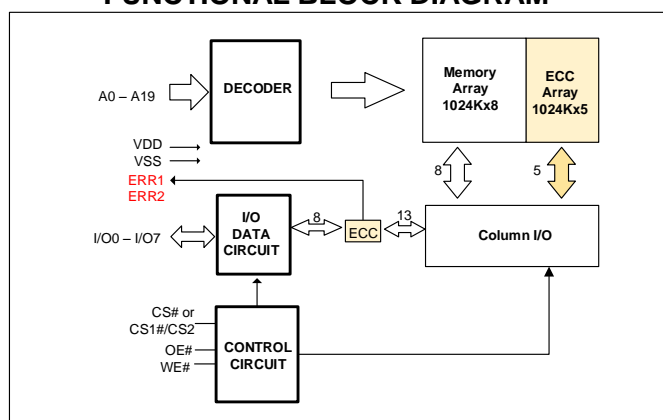 FUNCTIONAL BLOCK DIAGRAM
A0 – A19
DECODER
Memory
Array
1024Kx8
ECC
Array
1024Kx5
VDD
VSS
ERR1
ERR2
8
5
I/O0 – I/O7
I/O
DATA
CIRCUIT
8
ECC
13
Column I/O
CS# or
CS1#/CS2
OE#
WE#
CONTROL
CIRCUIT